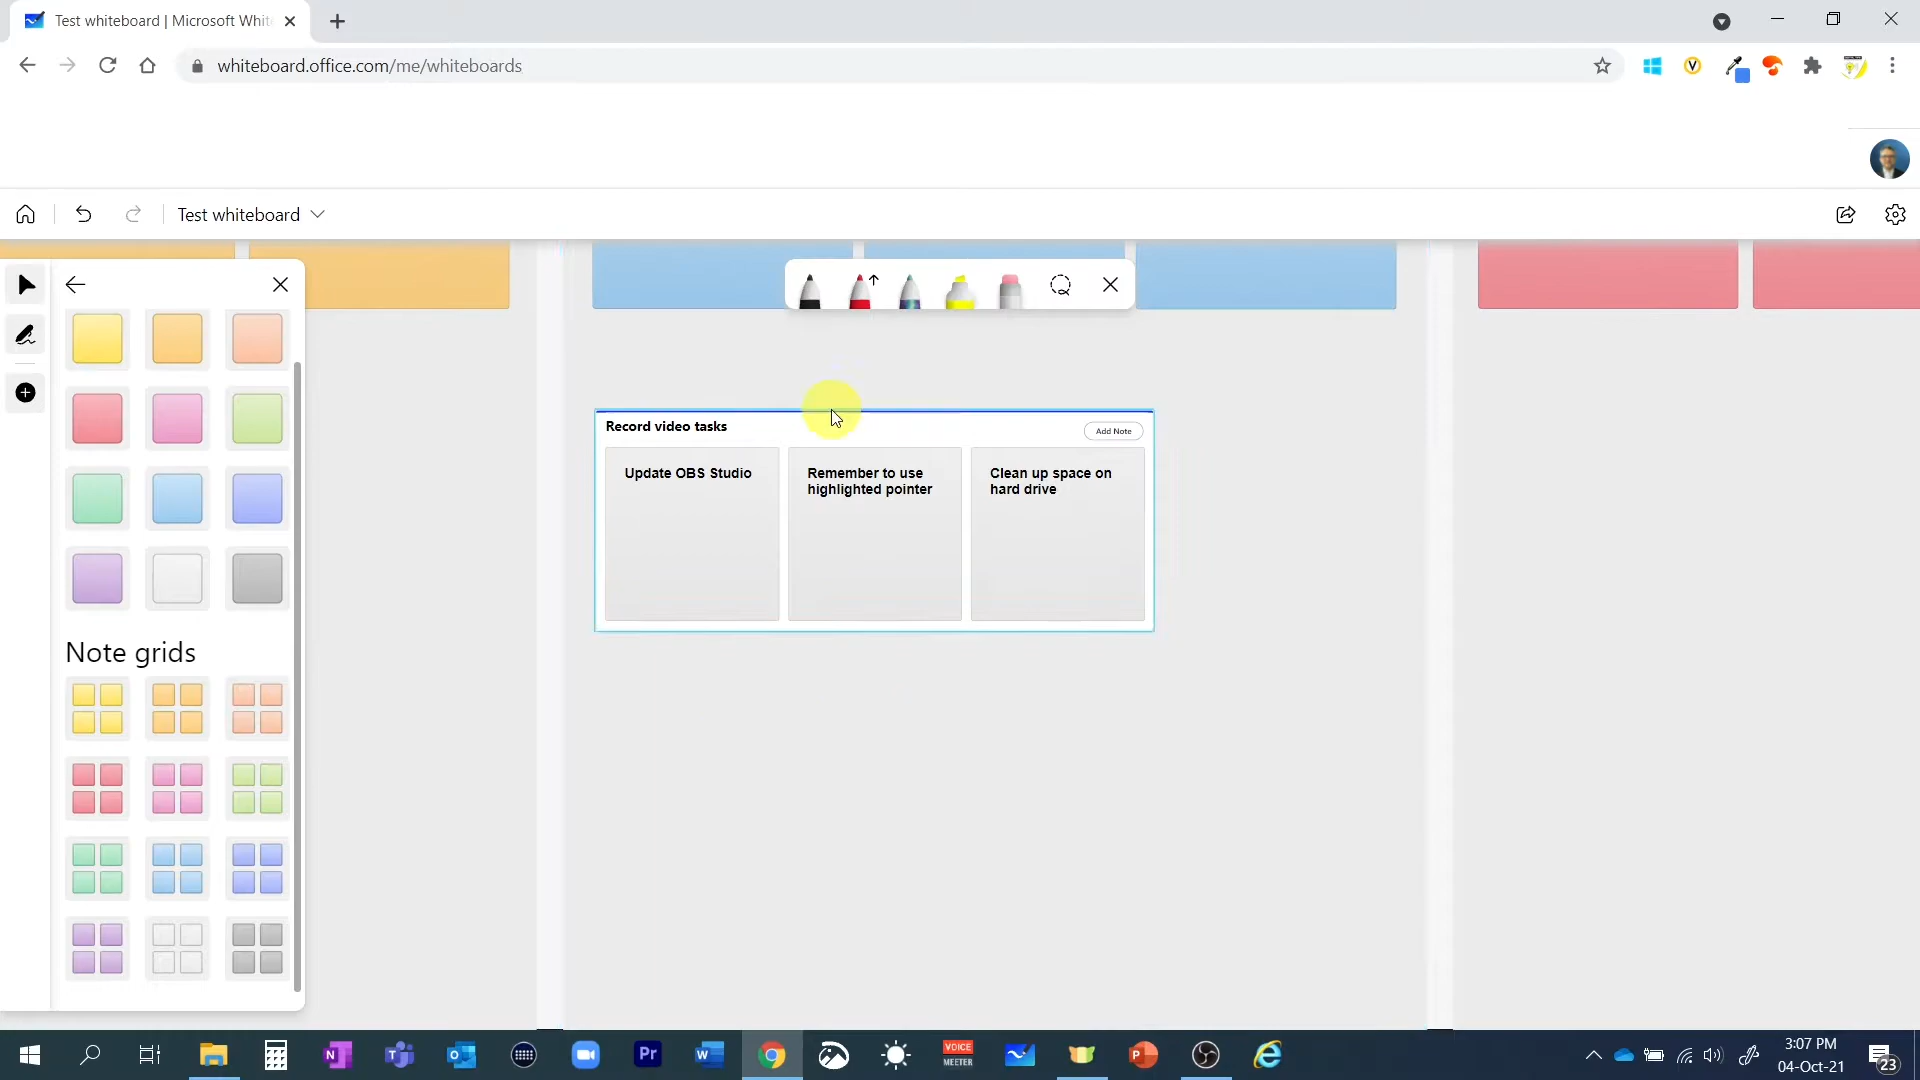 Test whiteboard | Microsoft Whit
whiteboard.office.com/me/whiteboards
Test whiteboard
Record video tasks
Add Note
Update OBS Studio
Remember to use
highlighted pointer
Clean up space on
hard drive
Note grids
VOICE
MEETER
3:07 PM
04-Oct-21
23